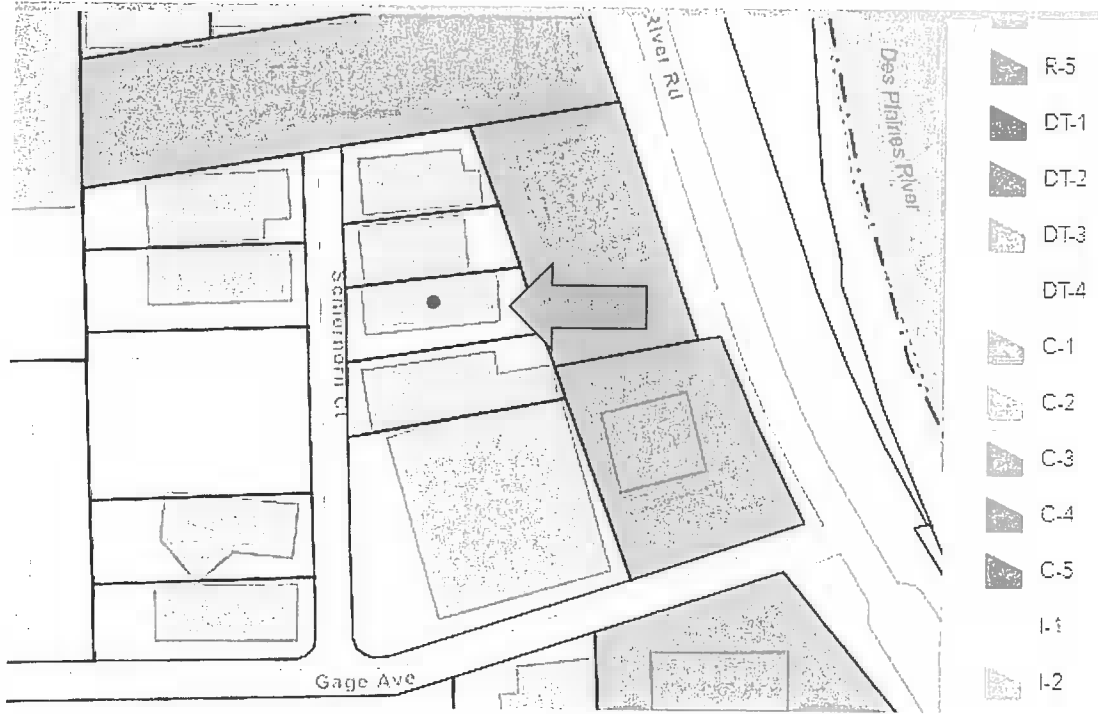 River Rd
Des Plaines River
R-5
DT-1
DT-2
DT-3
DT-4
C-1
C-2
C-3
C-4
C-5
I-1
I-2
Gage Ave